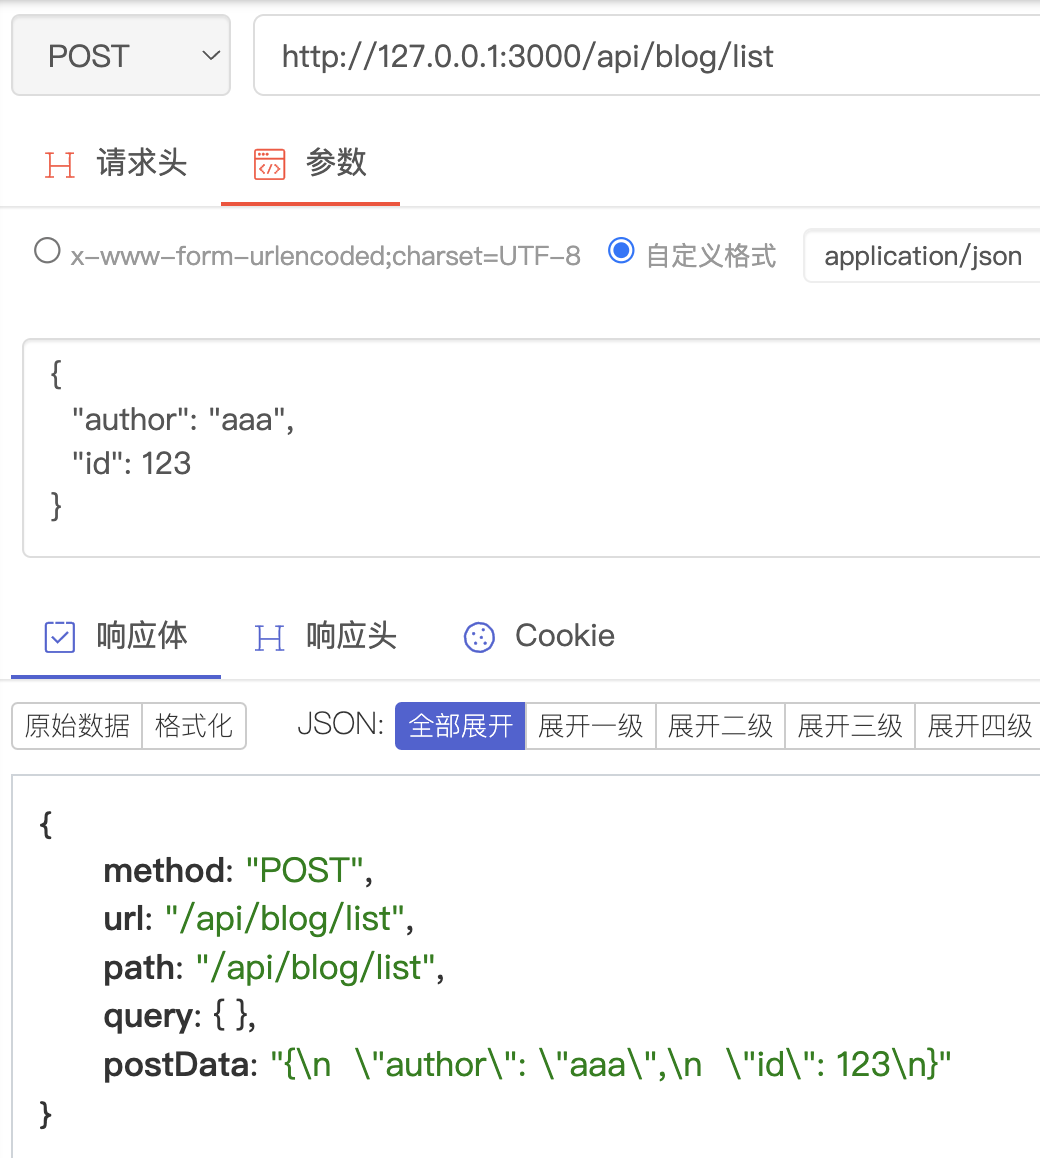 POST
http://127.0.0.1:3000/api/blog/list
请求头 参数
x-www-form-urlencoded;charset=UTF-8 自定义格式 application/json
{
"author": "aaa",
"id": 123
}
响应体 响应头 Cookie
原始数据 格式化 JSON: 全部展开 展开一级 展开二级 展开三级 展开四级
{
method: "POST",
url: "/api/blog/list",
path: "/api/blog/list",
query: { },
postData: "{\n  \"author\": \"aaa\",\n  \"id\": 123\n}"
}